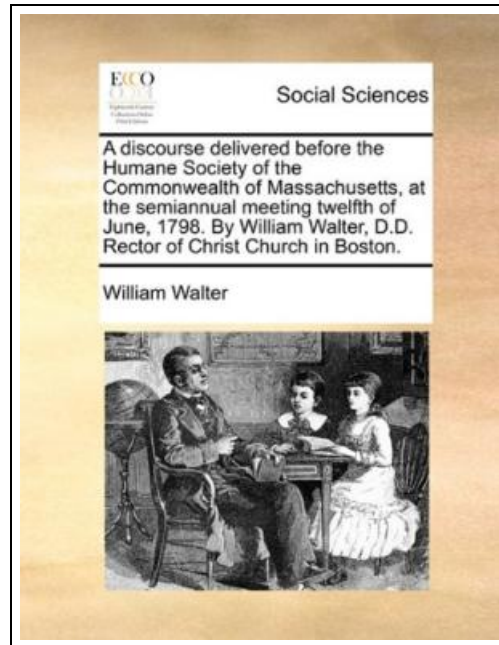 ECCO
Social Sciences
A discourse delivered before the
Humane Society of the
Commonwealth of Massachusetts, at
the semiannual meeting twelfth of
June, 1798. By William Walter, D.D.
Rector of Christ Church in Boston.
William Walter